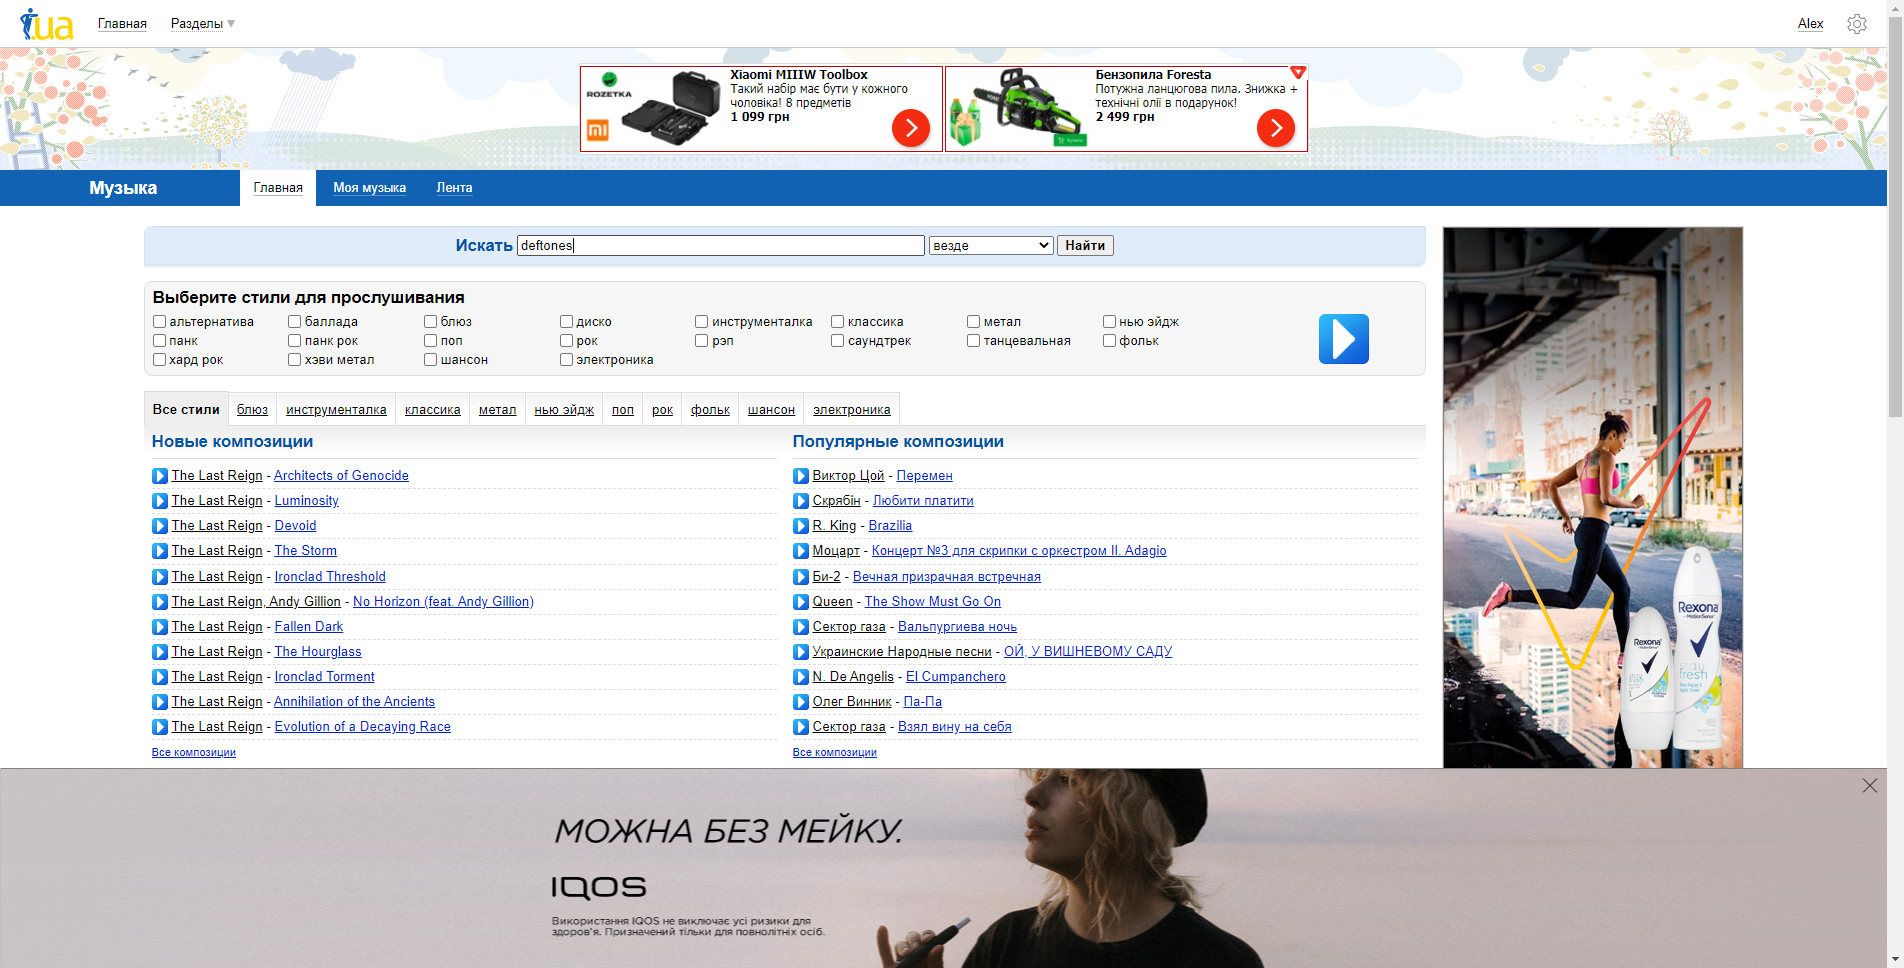 i.ua
Главная
Разделы
Alex
Xiaomi MIIIW Toolbox
Такий набір має бути у кожного
чоловіка! 8 предметів
1 099 грн
ROZETKA
Бензопила Foresta
Потужна ланцюгова пила. Знижка +
технічні олії в подарунок!
2 499 грн
Музыка
Главная
Моя музыка
Лента
Искать
deftones
везде
Найти
Выберите стили для прослушивания
альтернатива
баллада
блюз
диско
инструменталка
классика
метал
нью эйдж
панк
панк рок
поп
рок
рэп
саундтрек
танцевальная
фольк
хард рок
хэви метал
шансон
электроника
Все стили
блюз
инструменталка
классика
метал
нью эйдж
поп
рок
фольк
шансон
электроника
Новые композиции
The Last Reign - Architects of Genocide
The Last Reign - Luminosity
The Last Reign - Devoid
The Last Reign - The Storm
The Last Reign - Ironclad Threshold
The Last Reign, Andy Gillion - No Horizon (feat. Andy Gillion)
The Last Reign - Fallen Dark
The Last Reign - The Hourglass
The Last Reign - Ironclad Torment
The Last Reign - Annihilation of the Ancients
The Last Reign - Evolution of a Decaying Race
Все композиции
Популярные композиции
Виктор Цой - Перемен
Скрябін - Любити платити
R. King - Brazilia
Моцарт - Концерт №3 для скрипки с оркестром II. Adagio
Би-2 - Вечная призрачная встречная
Queen - The Show Must Go On
Сектор газа - Вальпургиева ночь
Украинские Народные песни - ОЙ, У ВИШНЕВОМУ САДУ
N. De Angelis - El Cumpanchero
Олег Винник - Па-Па
Сектор газа - Взял вину на себя
Все композиции
Rexona
MotionSense
stay
fresh
Rexona
MotionSense
stay
fresh
МОЖНА БЕЗ МЕЙКУ.
IQOS
Використання IQOS не виключає усі ризики для
здоров'я. Призначений тільки для повнолітніх осіб.